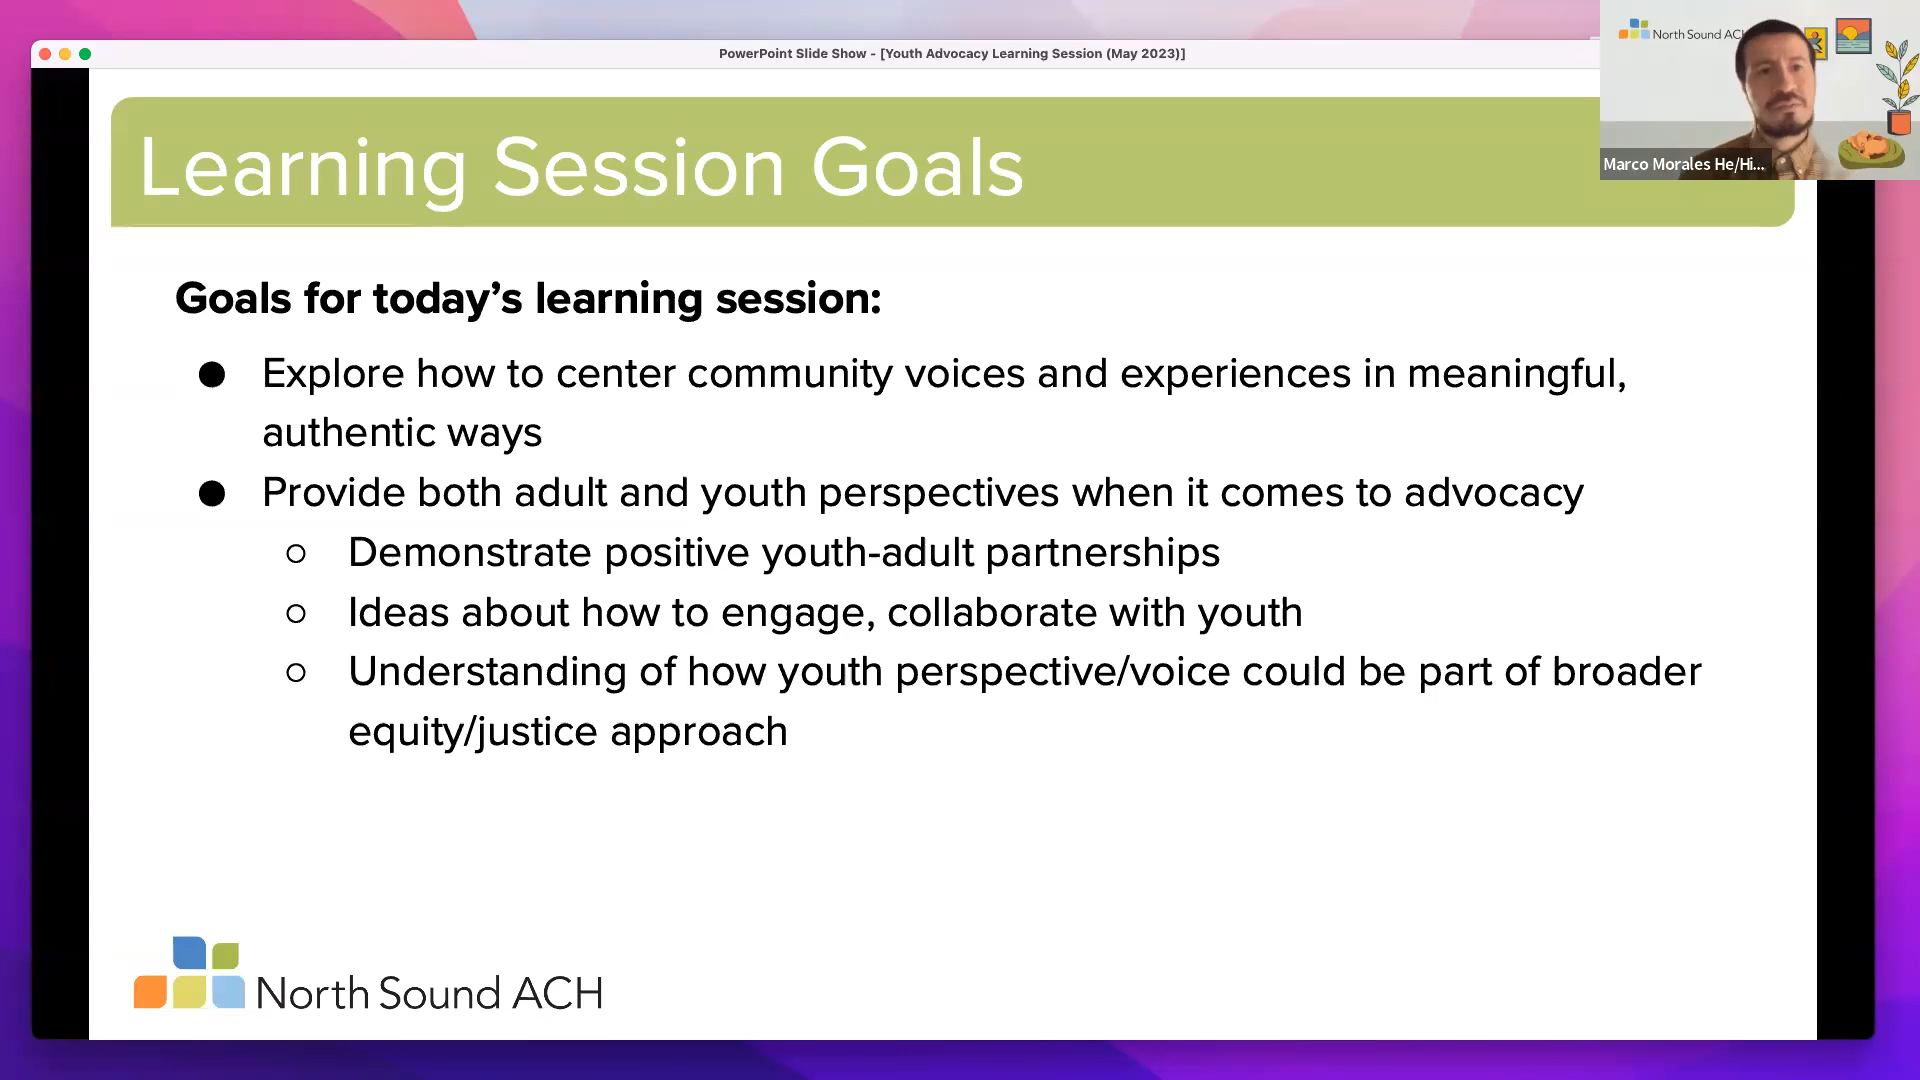 PowerPoint Slide Show - [Youth Advocacy Learning Session (May 2023)]
North Sound ACH
Marco Morales He/Hi...
Learning Session Goals
Goals for today’s learning session:
● Explore how to center community voices and experiences in meaningful,
authentic ways
● Provide both adult and youth perspectives when it comes to advocacy
○ Demonstrate positive youth-adult partnerships
○ Ideas about how to engage, collaborate with youth
○ Understanding of how youth perspective/voice could be part of broader
equity/justice approach
North Sound ACH